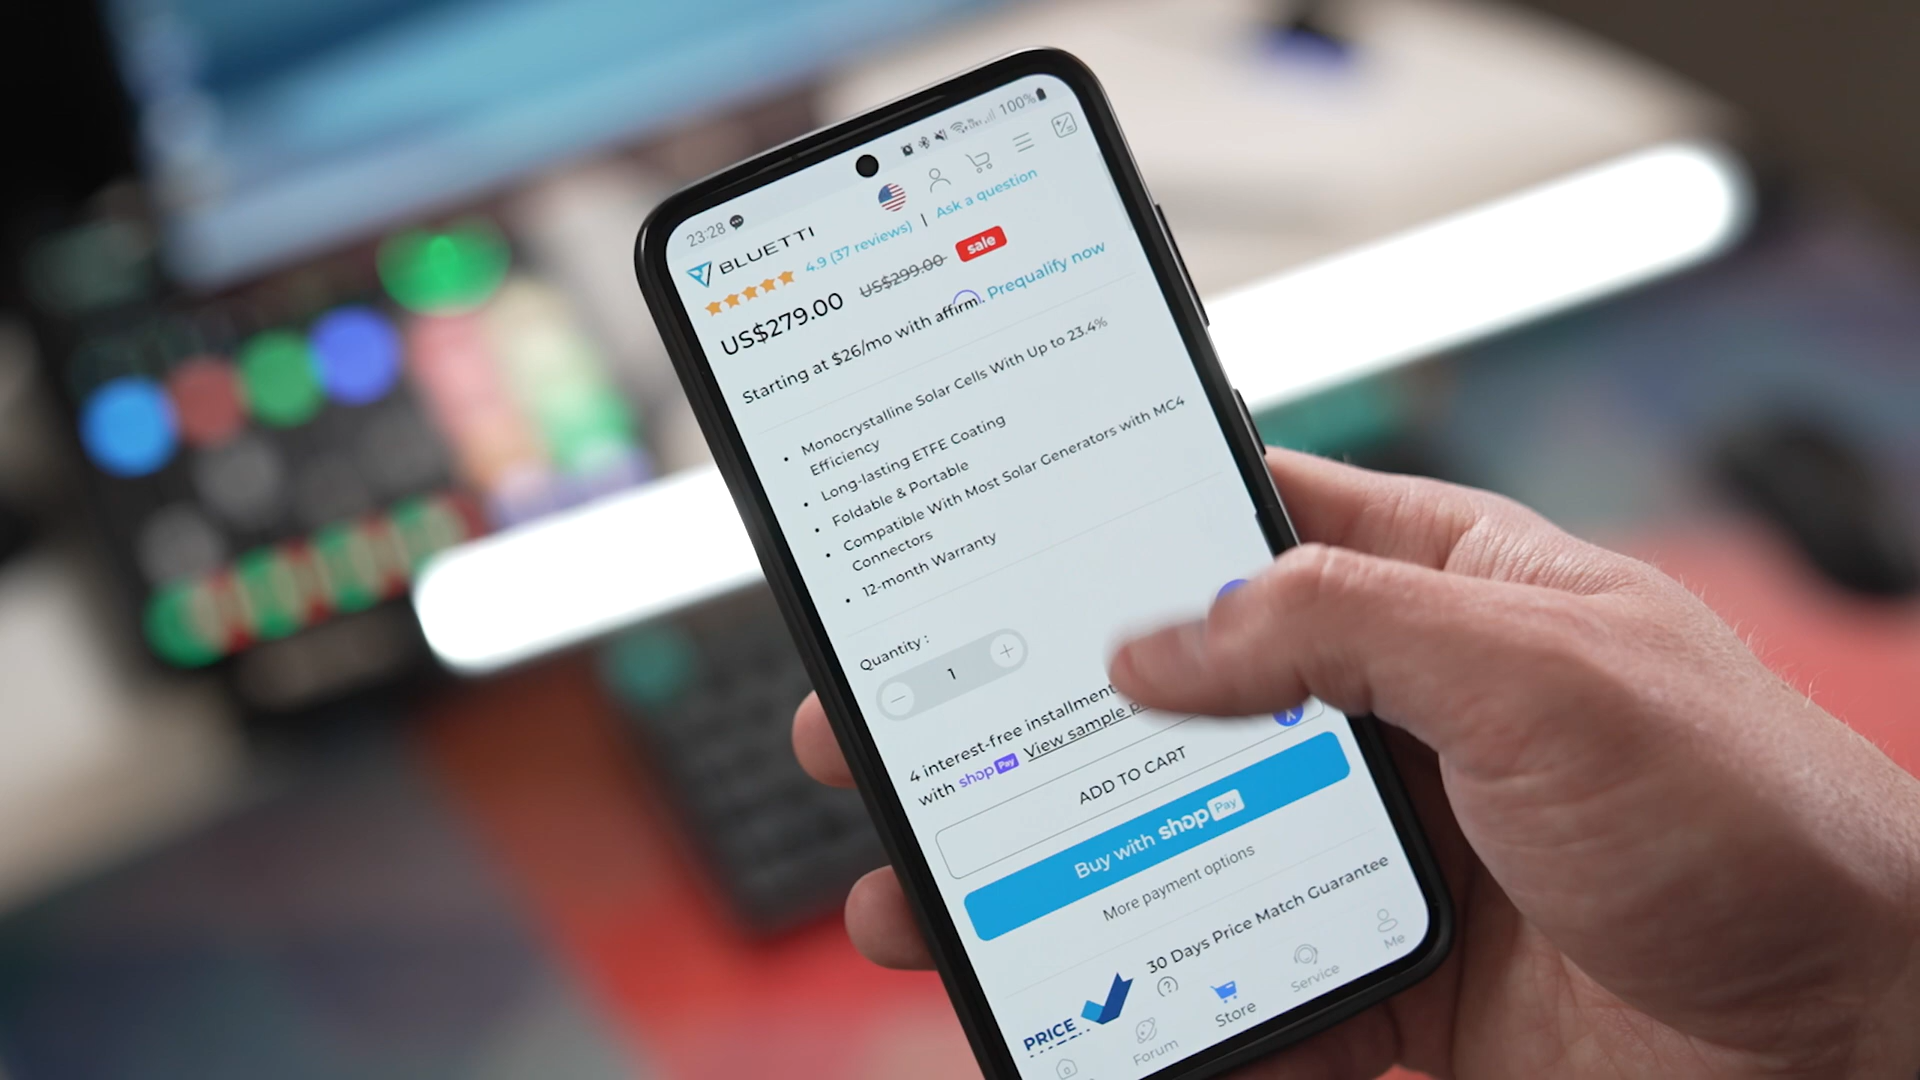 23:28
100%
BLUETTI
4.9 (37 reviews) | Ask a question
US$279.00 US$299.00 sale
Starting at $26/mo with affirm. Prequalify now
• Monocrystalline Solar Cells With Up to 23.4%
Efficiency
• Long-lasting ETFE Coating
• Foldable & Portable
• Compatible With Most Solar Generators with MC4
Connectors
• 12-month Warranty
Quantity :
− 1 +
4 interest-free installment
with shop Pay View sample
ADD TO CART
Buy with shop Pay
More payment options
30 Days Price Match Guarantee
PRICE
Forum
Store
Service
Me